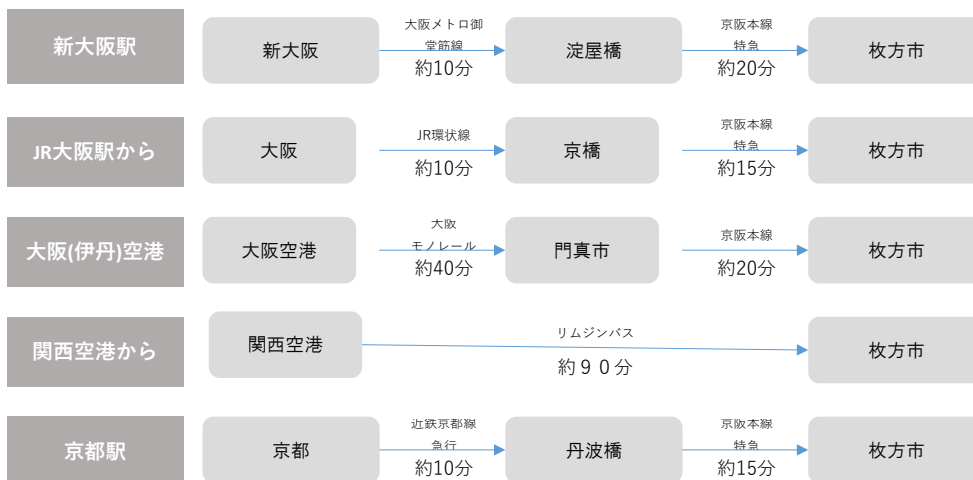 新大阪駅
新大阪
大阪メトロ御
堂筋線
約10分
淀屋橋
京阪本線
特急
約20分
枚方市
JR大阪駅から
大阪
JR環状線
約10分
京橋
京阪本線
特急
約15分
枚方市
大阪(伊丹)空港
大阪空港
大阪
モノレール
約40分
門真市
京阪本線
約20分
枚方市
関西空港から
関西空港
リムジンバス
約90分
枚方市
京都駅
京都
近鉄京都線
急行
約10分
丹波橋
京阪本線
特急
約15分
枚方市